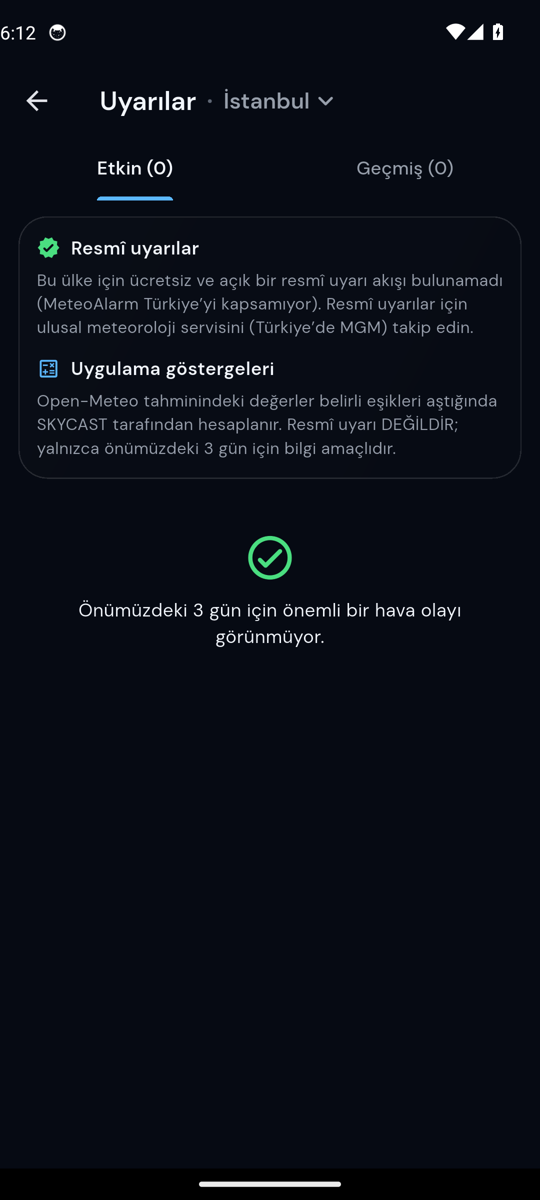 6:12
Uyarılar · İstanbul
Etkin (0)
Geçmiş (0)
Resmî uyarılar
Bu ülke için ücretsiz ve açık bir resmî uyarı akışı bulunamadı
(MeteoAlarm Türkiye’yi kapsamıyor). Resmî uyarılar için
ulusal meteoroloji servisini (Türkiye’de MGM) takip edin.
Uygulama göstergeleri
Open-Meteo tahminindeki değerler belirli eşikleri aştığında
SKYCAST tarafından hesaplanır. Resmî uyarı DEĞİLDİR;
yalnızca önümüzdeki 3 gün için bilgi amaçlıdır.
Önümüzdeki 3 gün için önemli bir hava olayı
görünmüyor.